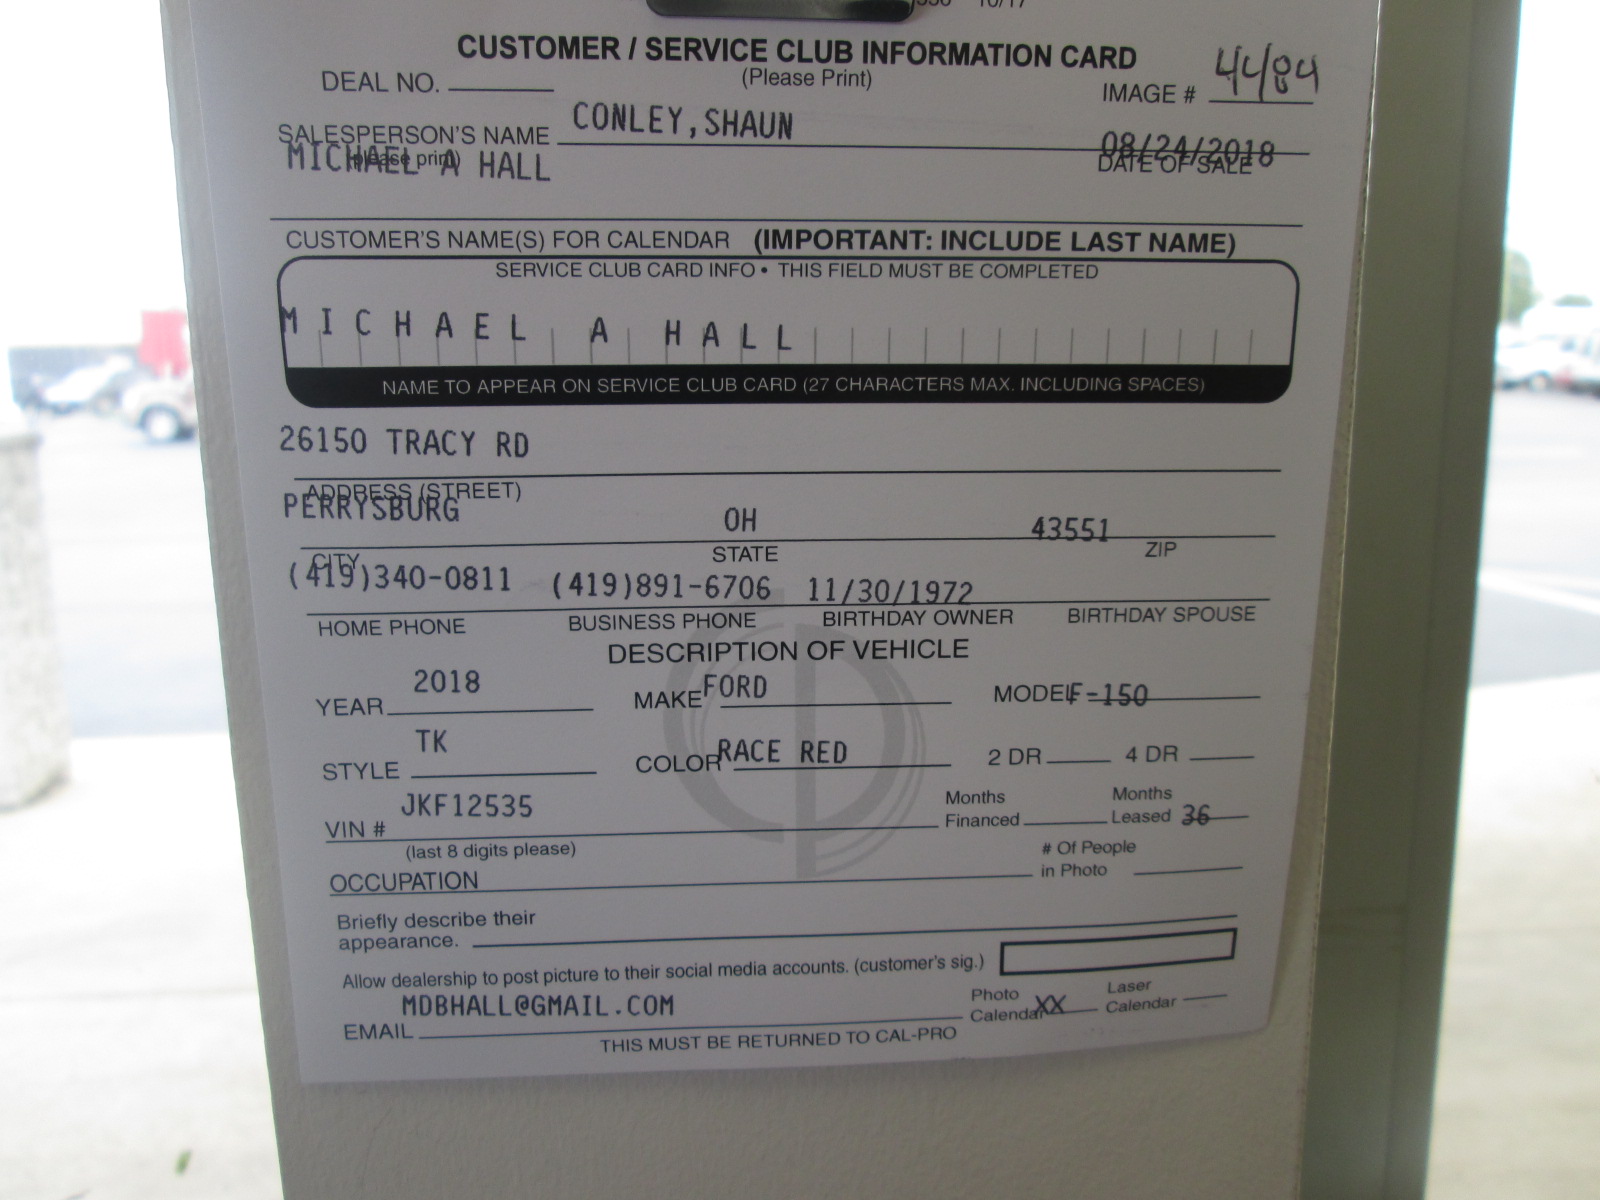 10/17
CUSTOMER / SERVICE CLUB INFORMATION CARD
(Please Print)
DEAL NO.
IMAGE # 4484
SALESPERSON'S NAME CONLEY,SHAUN
(please print)
08/24/2018
DATE OF SALE
MICHAEL A HALL
CUSTOMER'S NAME(S) FOR CALENDAR (IMPORTANT: INCLUDE LAST NAME)
SERVICE CLUB CARD INFO • THIS FIELD MUST BE COMPLETED
MICHAEL A HALL
NAME TO APPEAR ON SERVICE CLUB CARD (27 CHARACTERS MAX. INCLUDING SPACES)
26150 TRACY RD
ADDRESS (STREET)
PERRYSBURG OH 43551
CITY STATE ZIP
(419)340-0811 (419)891-6706 11/30/1972
HOME PHONE BUSINESS PHONE BIRTHDAY OWNER BIRTHDAY SPOUSE
DESCRIPTION OF VEHICLE
YEAR 2018 MAKE FORD MODEL F-150
STYLE TK COLOR RACE RED 2 DR 4 DR
VIN # JKF12535 Months Financed Months Leased 36
(last 8 digits please)
OCCUPATION # Of People in Photo
Briefly describe their
appearance.
Allow dealership to post picture to their social media accounts. (customer's sig.)
EMAIL MDBHALL@GMAIL.COM Photo Calendar XX Laser Calendar
THIS MUST BE RETURNED TO CAL-PRO